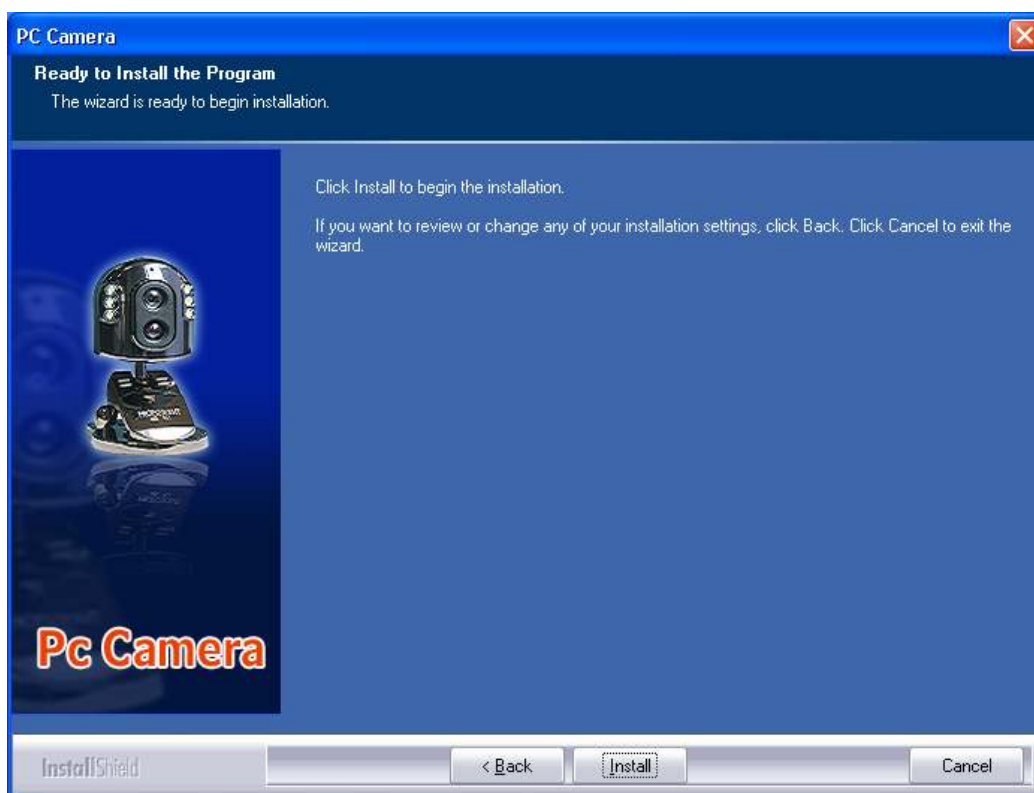 PC Camera
Ready to Install the Program
The wizard is ready to begin installation.
Click Install to begin the installation.
If you want to review or change any of your installation settings, click Back. Click Cancel to exit the
wizard.
Pc Camera
InstallShield
< Back
Install
Cancel